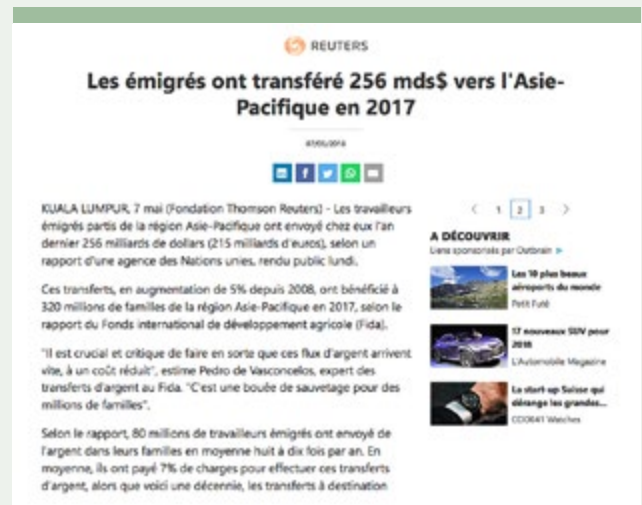 REUTERS
Les émigrés ont transféré 256 mds$ vers l'Asie-
Pacifique en 2017
KUALA LUMPUR, 7 mai (Fondation Thomson Reuters) - Les travailleurs
émigrés partis de la région Asie-Pacifique ont envoyé chez eux l'an
dernier 256 milliards de dollars (215 milliards d'euros), selon un
rapport d'une agence des Nations unies, rendu public lundi.
Ces transferts, en augmentation de 5% depuis 2008, ont bénéficié à
320 millions de familles de la région Asie-Pacifique en 2017, selon le
rapport du Fonds international de développement agricole (Fida).
"Il est crucial et critique de faire en sorte que ces flux d'argent arrivent
vite, à un coût réduit", estime Pedro de Vasconcelos, expert des
transferts d'argent au Fida. "C'est une bouée de sauvetage pour des
millions de familles".
Selon le rapport, 80 millions de travailleurs émigrés ont envoyé de
l'argent dans leurs familles en moyenne huit à dix fois par an. En
moyenne, ils ont payé 7% de charges pour effectuer ces transferts
d'argent, alors que voici une décennie, les transferts à destination
< 1 2 3 >
A DÉCOUVRIR
Liens sponsorisés par Outbrain
Les 10 plus beaux
aéroports du monde
Petit Futé
17 nouveaux SUV pour
2018
L'Automobile Magazine
La start-up Suisse qui
dérange les grandes...
CODE41 Watches